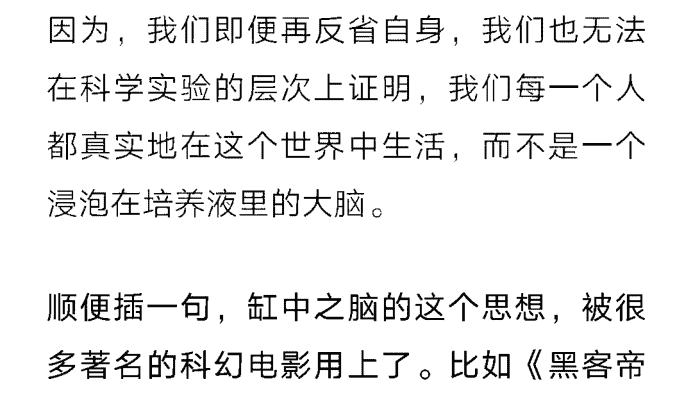 因为，我们即便再反省自身，我们也无法
在科学实验的层次上证明，我们每一个人
都真实地在这个世界中生活，而不是一个
浸泡在培养液里的大脑。
顺便插一句，缸中之脑的这个思想，被很
多著名的科幻电影用上了。比如《黑客帝